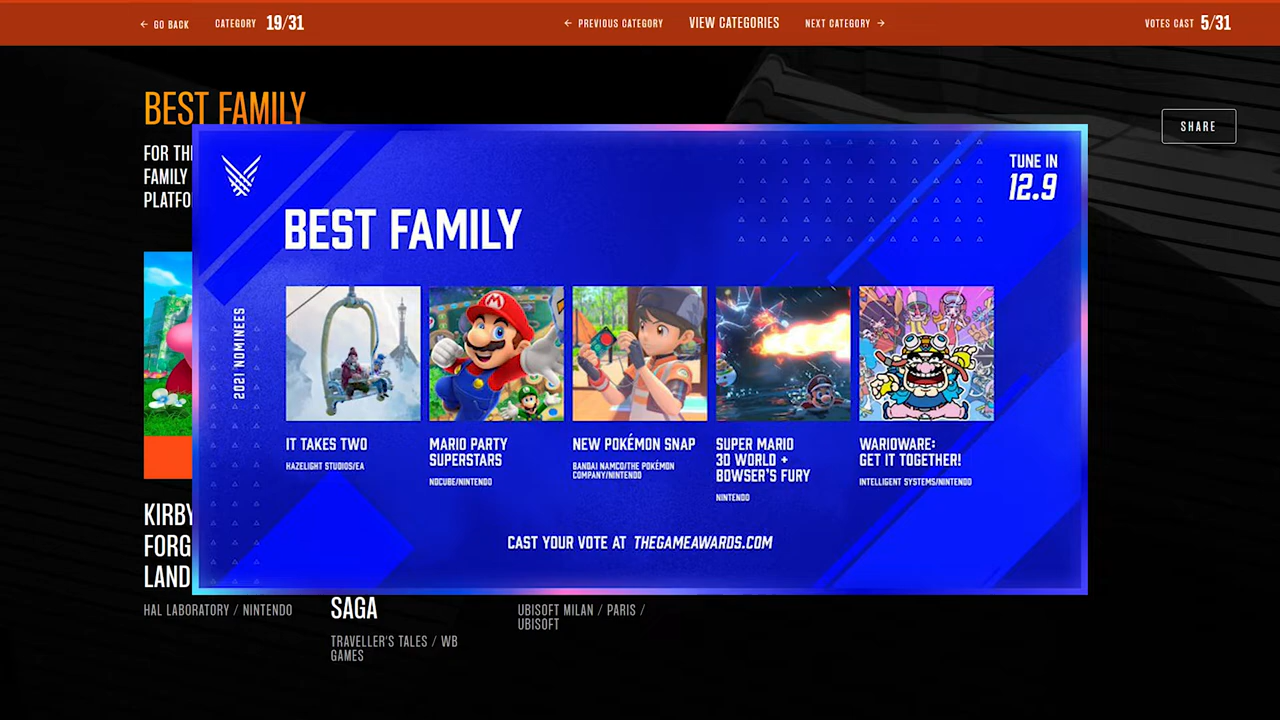 ← GO BACK
CATEGORY 19/31
← PREVIOUS CATEGORY
VIEW CATEGORIES
NEXT CATEGORY →
VOTES CAST 5/31
BEST FAMILY
SHARE
FOR TH
FAMILY
PLATFO
TUNE IN
12.9
BEST FAMILY
2021 NOMINEES
IT TAKES TWO
HAZELIGHT STUDIOS/EA
MARIO PARTY
SUPERSTARS
NDCUBE/NINTENDO
NEW POKÉMON SNAP
BANDAI NAMCO/THE POKÉMON
COMPANY/NINTENDO
SUPER MARIO
3D WORLD +
BOWSER'S FURY
NINTENDO
WARIOWARE:
GET IT TOGETHER!
INTELLIGENT SYSTEMS/NINTENDO
CAST YOUR VOTE AT THEGAMEAWARDS.COM
KIRBY
FORG
LAND
HAL LABORATORY / NINTENDO
SAGA
TRAVELLER'S TALES / WB
GAMES
UBISOFT MILAN / PARIS /
UBISOFT